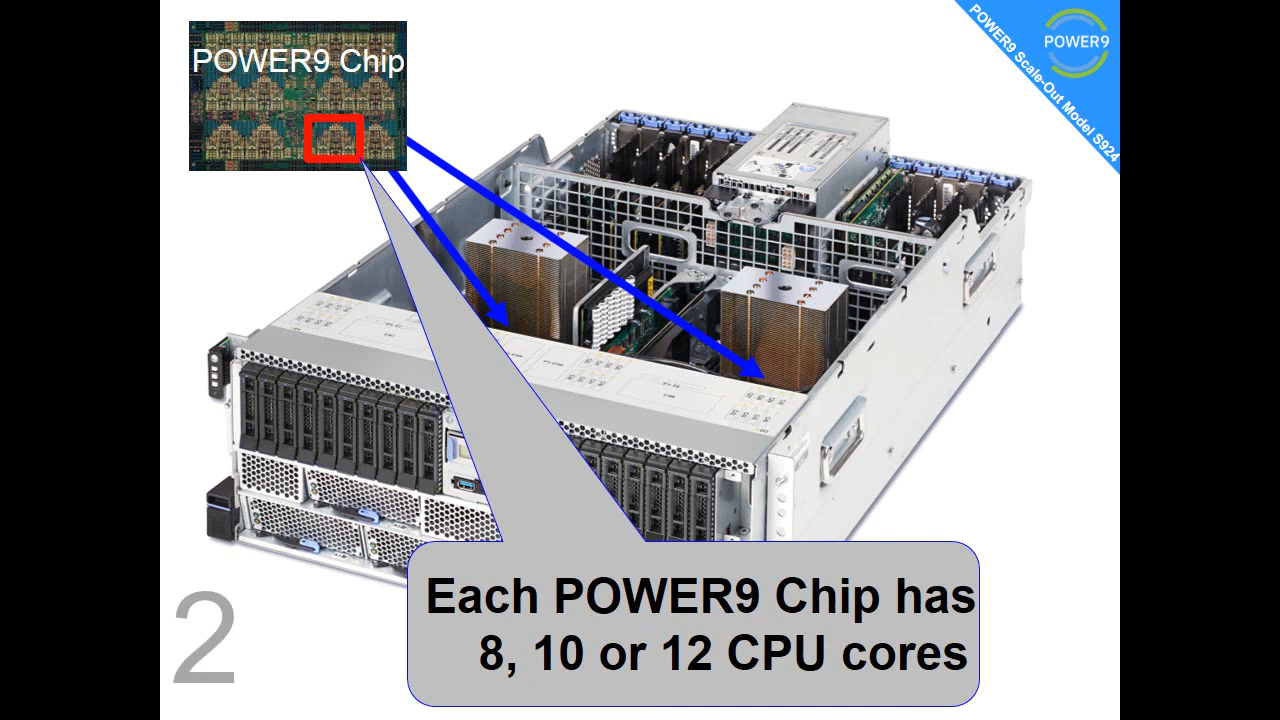 POWER9 Chip
POWER9
POWER9 Scale-Out Model S924
Each POWER9 Chip has
8, 10 or 12 CPU cores
2